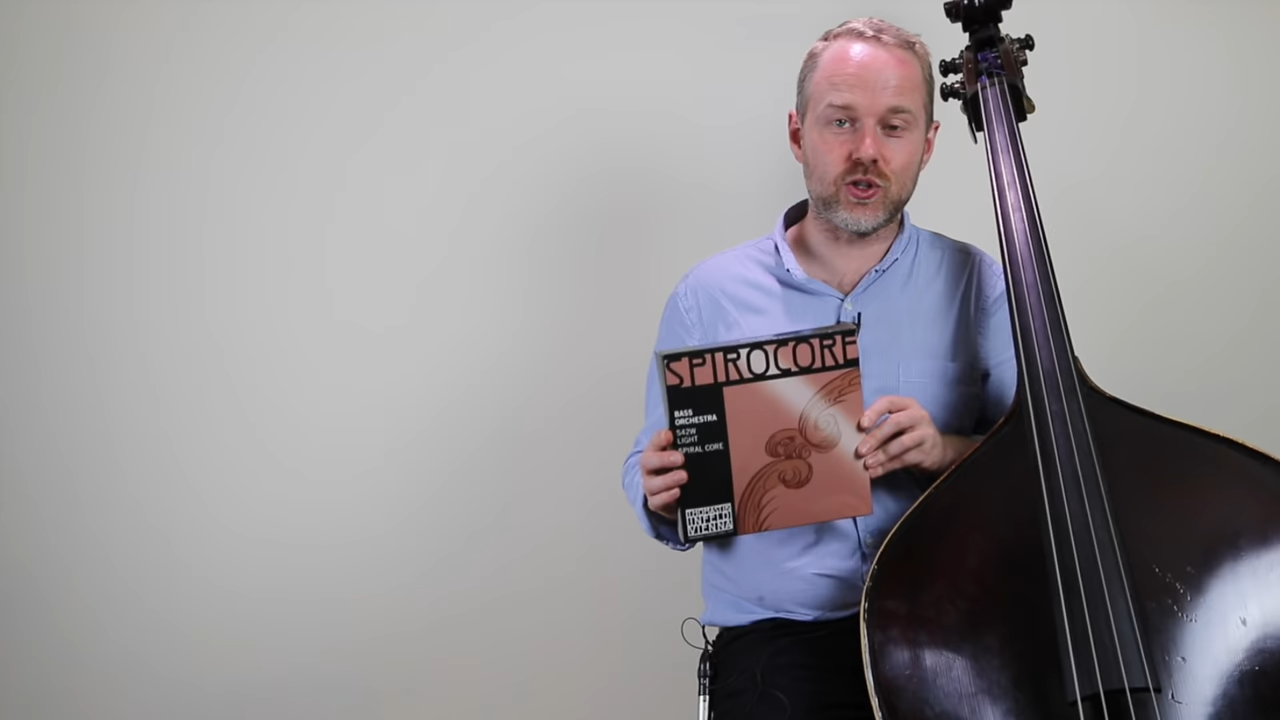 SPIROCORE
BASS
ORCHESTRA
S42W
LIGHT
SPIRAL CORE
THOMASTIK
INFELD
VIENNA